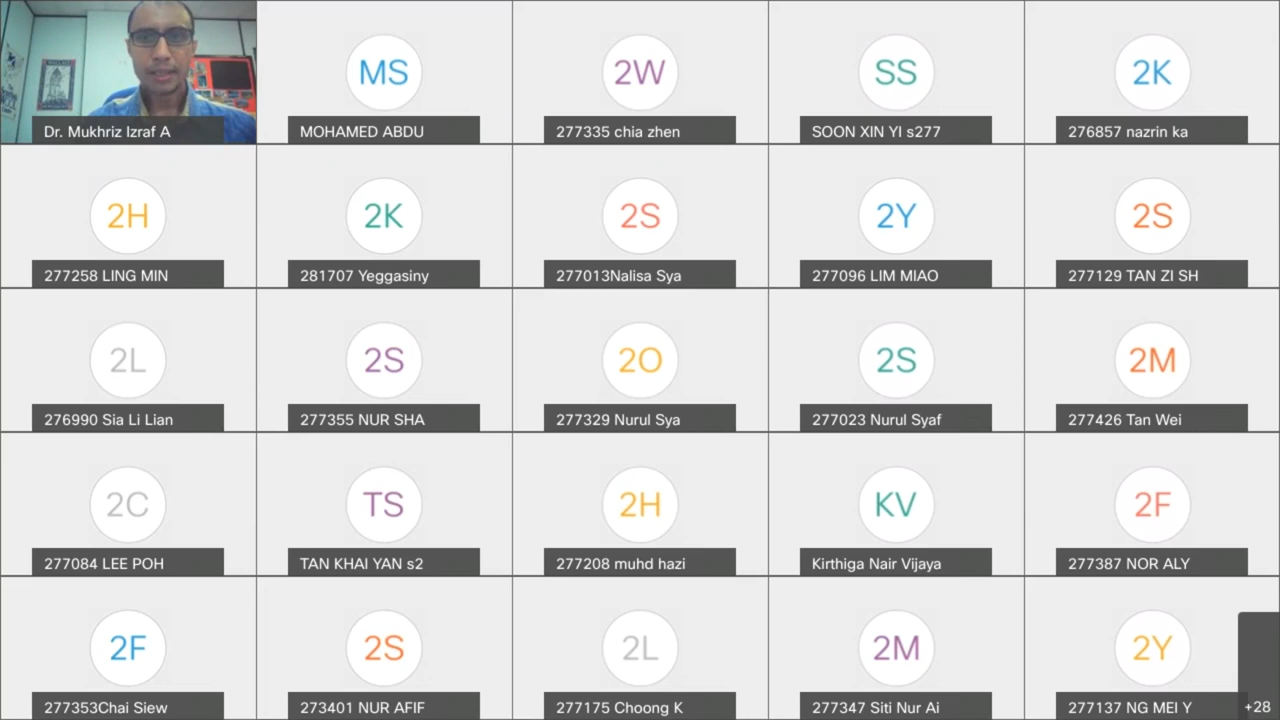 Dr. Mukhriz Izraf A
MS
MOHAMED ABDU
2W
277335 chia zhen
SS
SOON XIN YI s277
2K
276857 nazrin ka
2H
277258 LING MIN
2K
281707 Yeggasiny
2S
277013Nalisa Sya
2Y
277096 LIM MIAO
2S
277129 TAN ZI SH
2L
276990 Sia Li Lian
2S
277355 NUR SHA
2O
277329 Nurul Sya
2S
277023 Nurul Syaf
2M
277426 Tan Wei
2C
277084 LEE POH
TS
TAN KHAI YAN s2
2H
277208 muhd hazi
KV
Kirthiga Nair Vijaya
2F
277387 NOR ALY
2F
277353Chai Siew
2S
273401 NUR AFIF
2L
277175 Choong K
2M
277347 Siti Nur Ai
2Y
277137 NG MEI Y
+28